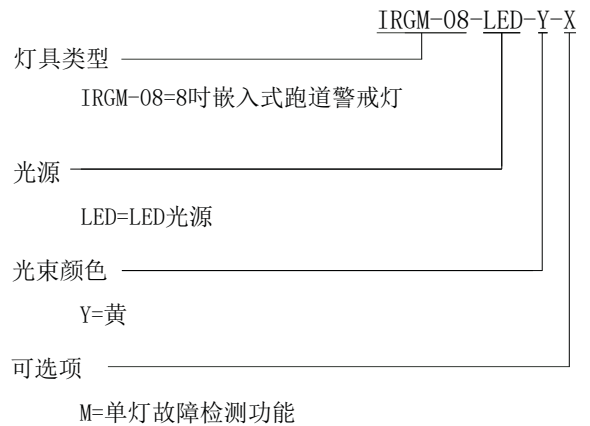 IRGM-08-LED-Y-X
灯具类型
IRGM-08=8吋嵌入式跑道警戒灯
光源
LED=LED光源
光束颜色
Y=黄
可选项
M=单灯故障检测功能